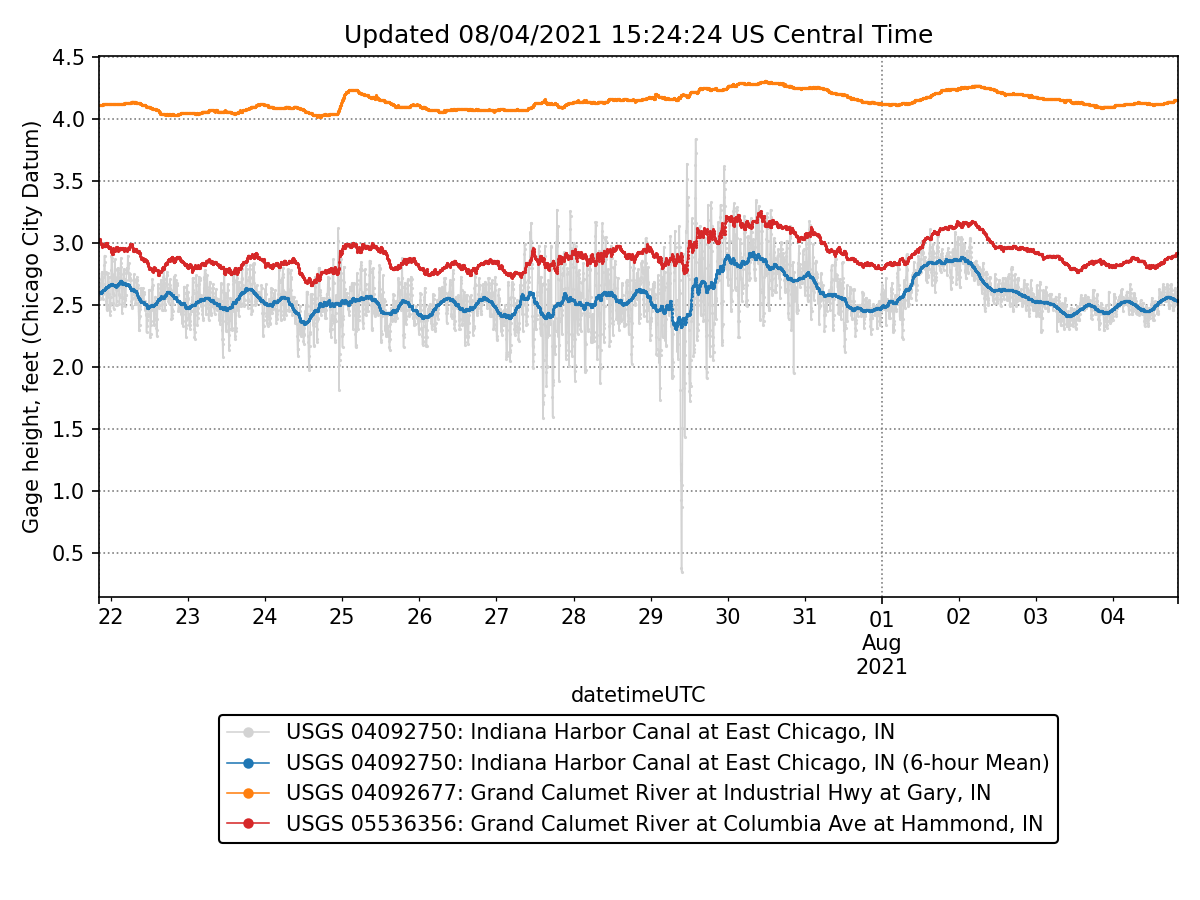 Updated 08/04/2021 15:24:24 US Central Time
Gage height, feet (Chicago City Datum)
4.5
4.0
3.5
3.0
2.5
2.0
1.5
1.0
0.5
22 23 24 25 26 27 28 29 30 31 01 02 03 04
Aug
2021
datetimeUTC
USGS 04092750: Indiana Harbor Canal at East Chicago, IN
USGS 04092750: Indiana Harbor Canal at East Chicago, IN (6-hour Mean)
USGS 04092677: Grand Calumet River at Industrial Hwy at Gary, IN
USGS 05536356: Grand Calumet River at Columbia Ave at Hammond, IN